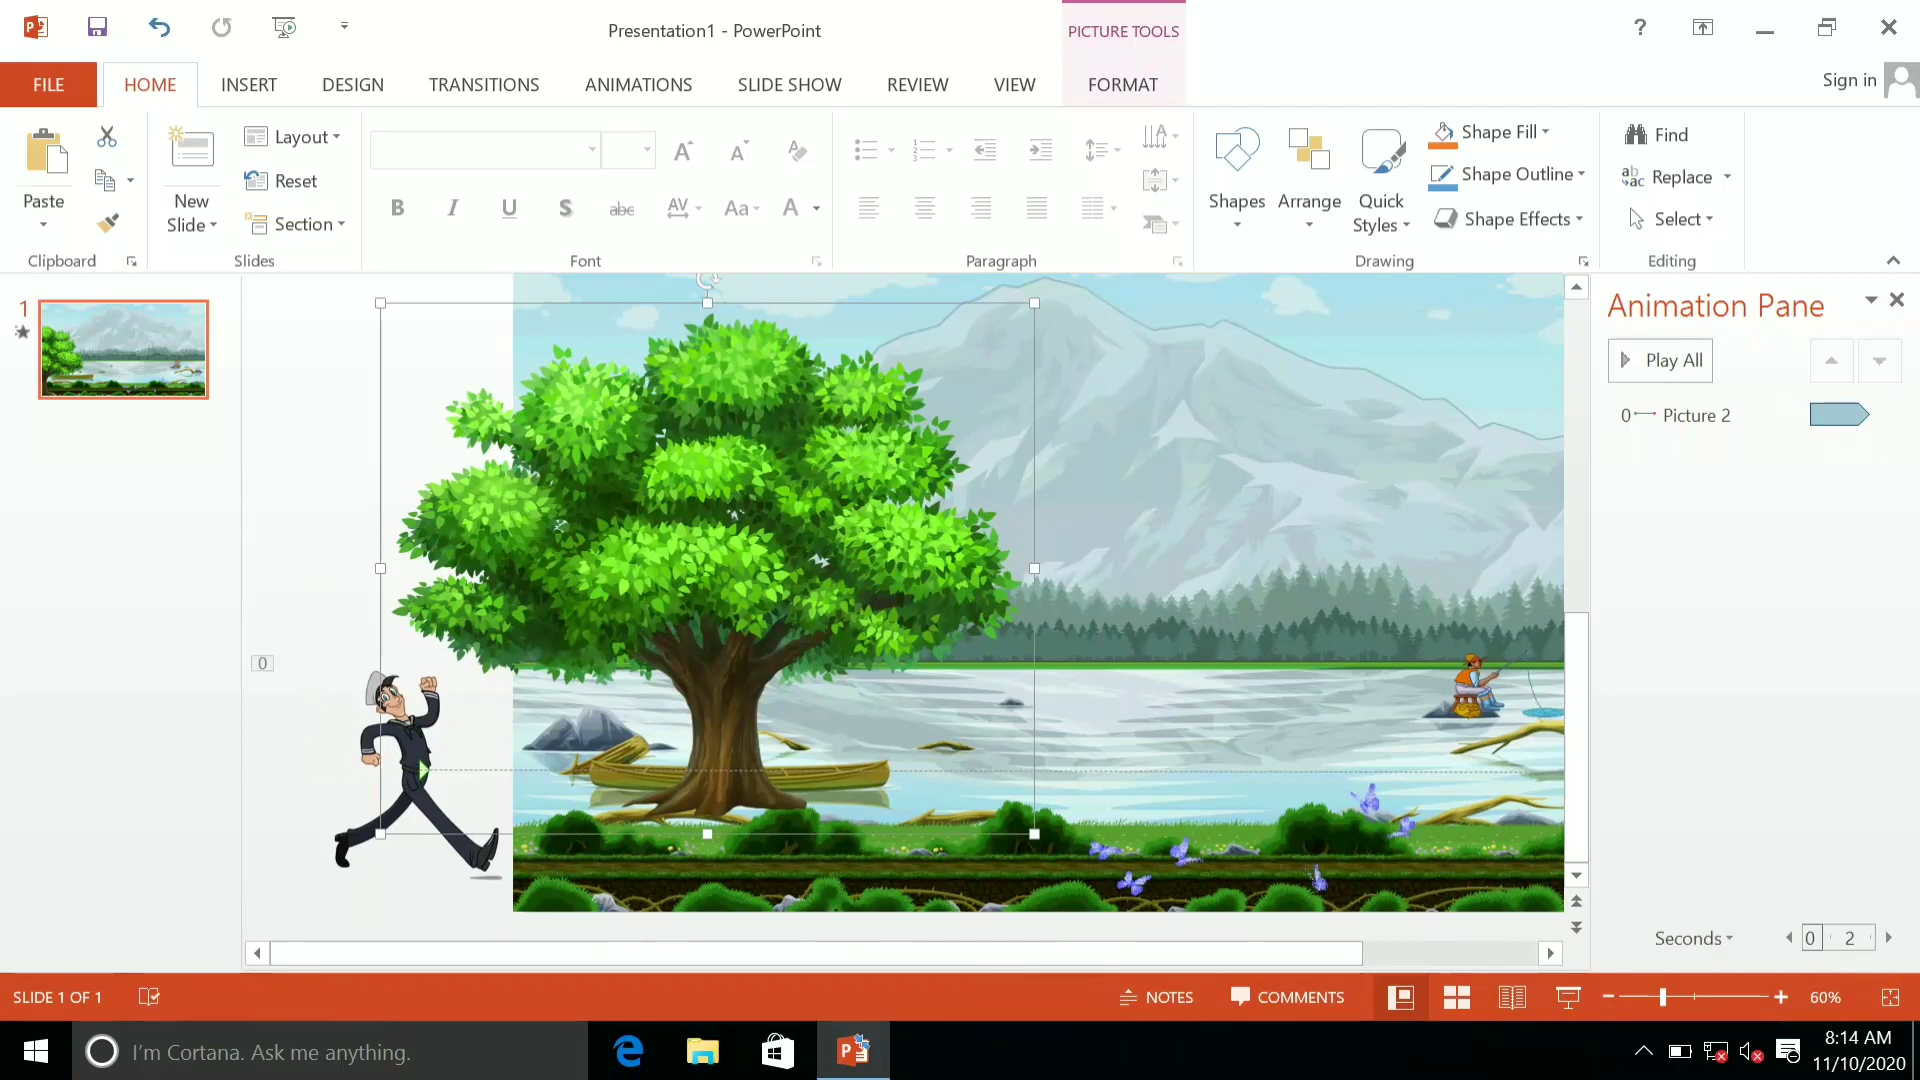 Presentation1 - PowerPoint
PICTURE TOOLS
?
Sign in
FILE
HOME
INSERT
DESIGN
TRANSITIONS
ANIMATIONS
SLIDE SHOW
REVIEW
VIEW
FORMAT
Paste
Clipboard
New
Slide
Layout
Reset
Section
Slides
B I U S abc AV Aa A
Font
Paragraph
Shapes
Arrange
Quick
Styles
Shape Fill
Shape Outline
Shape Effects
Drawing
Find
Replace
Select
Editing
1
0
Animation Pane
Play All
0 Picture 2
Seconds
0 2
SLIDE 1 OF 1
NOTES
COMMENTS
60%
I'm Cortana. Ask me anything.
8:14 AM
11/10/2020